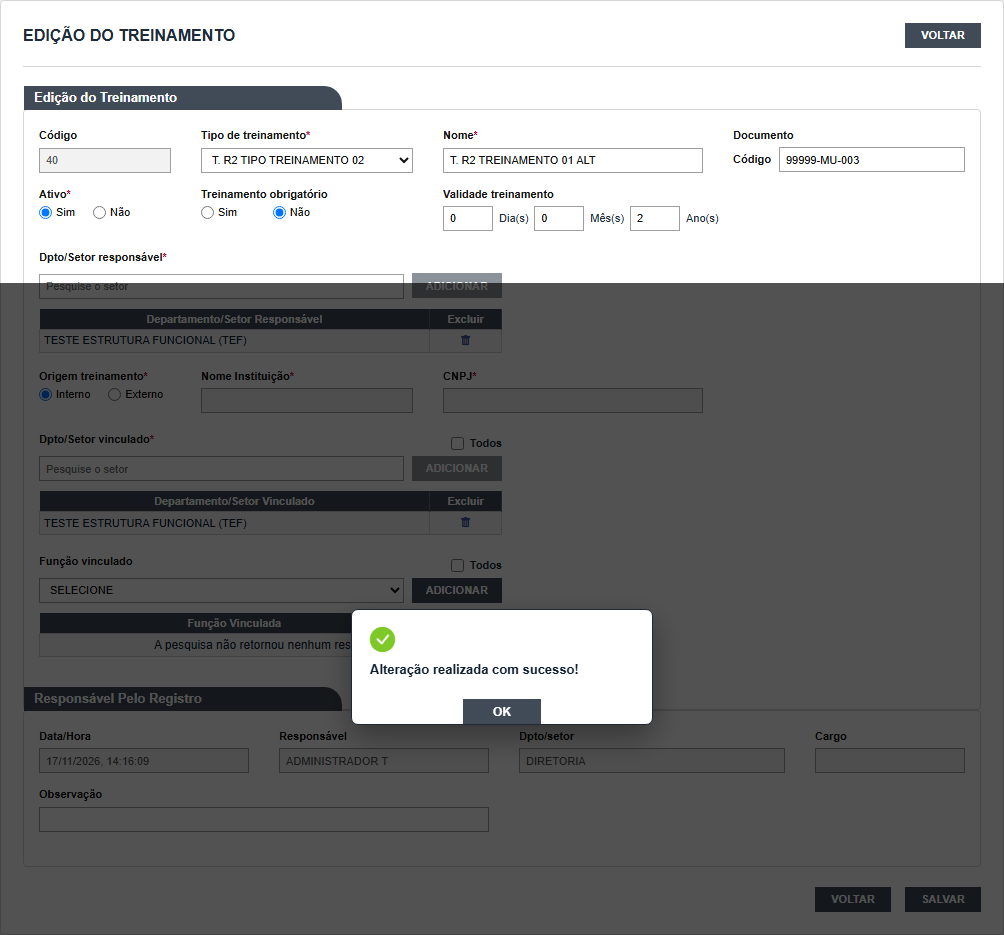 EDIÇÃO DO TREINAMENTO
VOLTAR
Edição do Treinamento
Código
Tipo de treinamento*
Nome*
Documento
40
T. R2 TIPO TREINAMENTO 02
T. R2 TREINAMENTO 01 ALT
Código
99999-MU-003
Ativo*
Treinamento obrigatório
Validade treinamento
Sim
Não
Sim
Não
0
Dia(s)
0
Mês(s)
2
Ano(s)
Dpto/Setor responsável*
Pesquise o setor
ADICIONAR
Departamento/Setor Responsável
Excluir
TESTE ESTRUTURA FUNCIONAL (TEF)
Origem treinamento*
Nome Instituição*
CNPJ*
Interno
Externo
Dpto/Setor vinculado*
Todos
Pesquise o setor
ADICIONAR
Departamento/Setor Vinculado
Excluir
TESTE ESTRUTURA FUNCIONAL (TEF)
Função vinculado
Todos
SELECIONE
ADICIONAR
Função Vinculada
A pesquisa não retornou nenhum res
Alteração realizada com sucesso!
OK
Responsável Pelo Registro
Data/Hora
Responsável
Dpto/setor
Cargo
17/11/2026, 14:16:09
ADMINISTRADOR T
DIRETORIA
Observação
VOLTAR
SALVAR